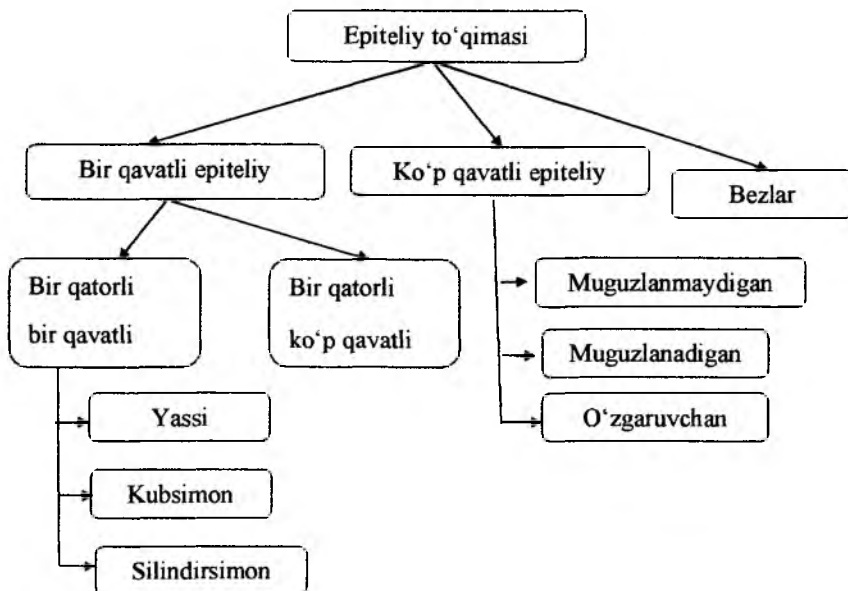 Epiteliy to‘qimasi
Bir qavatli epiteliy
Ko‘p qavatli epiteliy
Bezlar
Bir qatorli
bir qavatli
Bir qatorli
ko‘p qavatli
Muguzlanmaydigan
Muguzlanadigan
O‘zgaruvchan
Yassi
Kubsimon
Silindirsimon